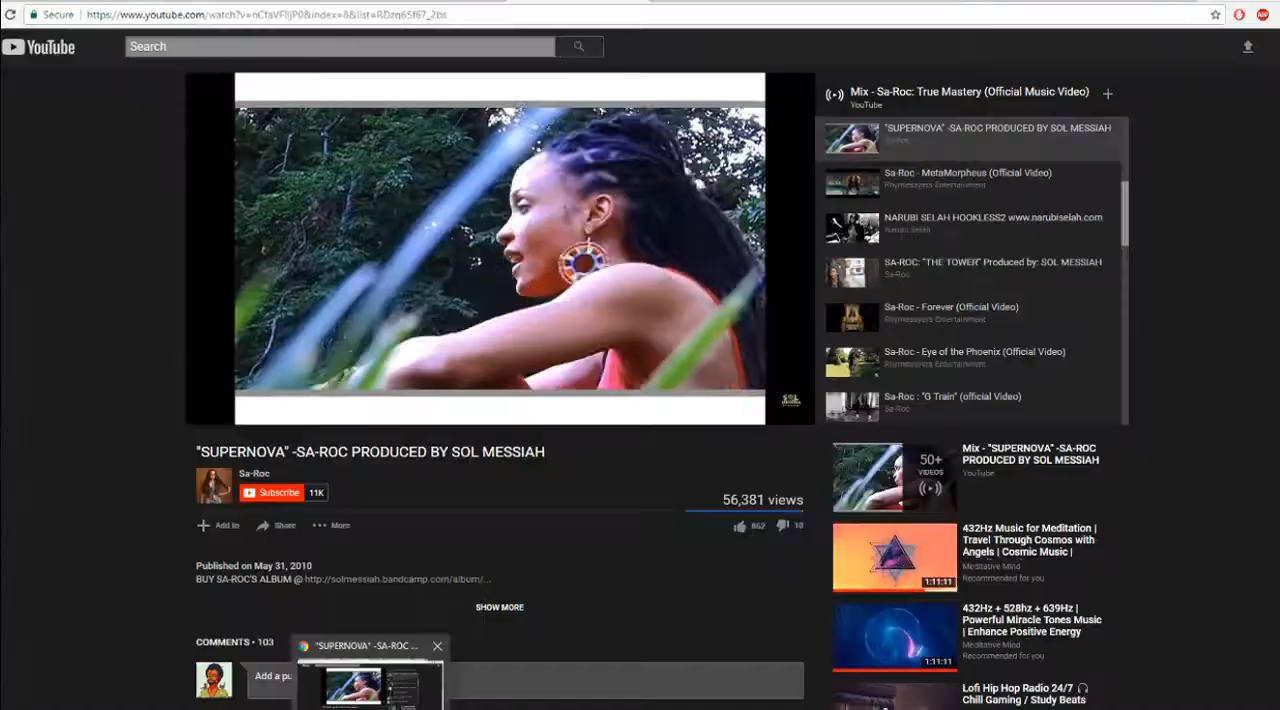 Secure https://www.youtube.com/watch?v=nCfaVFlIjP0&index=8&list=RDzq65f67_2bs
YouTube
Search
Mix - Sa-Roc: True Mastery (Official Music Video)
YouTube
"SUPERNOVA" -SA-ROC PRODUCED BY SOL MESSIAH
Sa-Roc
Sa-Roc - MetaMorpheus (Official Video)
Rhymesayers Entertainment
NARUBI SELAH HOOKLESS2 www.narubiselah.com
Narubi Selah
SA-ROC: "THE TOWER" Produced by: SOL MESSIAH
Sa-Roc
Sa-Roc - Forever (Official Video)
Rhymesayers Entertainment
Sa-Roc - Eye of the Phoenix (Official Video)
Rhymesayers Entertainment
Sa-Roc : "G Train" (official Video)
Sa-Roc
SOL
"SUPERNOVA" -SA-ROC PRODUCED BY SOL MESSIAH
Sa-Roc
Subscribe 11K
56,381 views
Add to Share More
862 10
Published on May 31, 2010
BUY SA-ROC'S ALBUM @ http://solmessiah.bandcamp.com/album/...
SHOW MORE
COMMENTS • 103
"SUPERNOVA" -SA-ROC ...
Add a pu
50+
VIDEOS
Mix - "SUPERNOVA" -SA-ROC
PRODUCED BY SOL MESSIAH
YouTube
432Hz Music for Meditation |
Travel Through Cosmos with
Angels | Cosmic Music |
Meditative Mind
Recommended for you
1:11:11
432Hz + 528hz + 639Hz |
Powerful Miracle Tones Music
| Enhance Positive Energy
Meditative Mind
Recommended for you
1:11:11
Lofi Hip Hop Radio 24/7 🎧
Chill Gaming / Study Beats